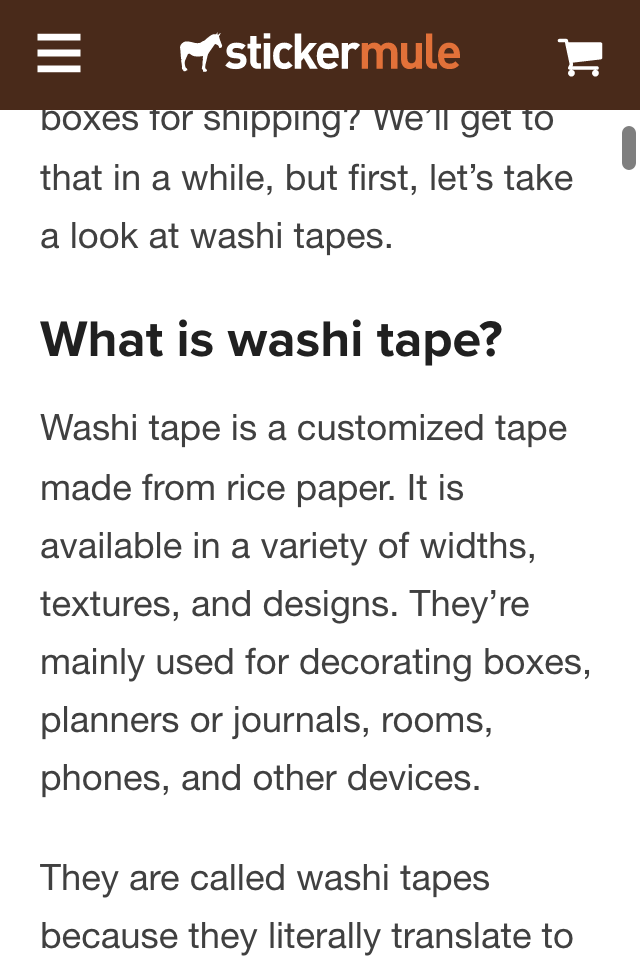 stickermule
boxes for shipping? We’ll get to
that in a while, but first, let’s take
a look at washi tapes.
What is washi tape?
Washi tape is a customized tape
made from rice paper. It is
available in a variety of widths,
textures, and designs. They’re
mainly used for decorating boxes,
planners or journals, rooms,
phones, and other devices.
They are called washi tapes
because they literally translate to